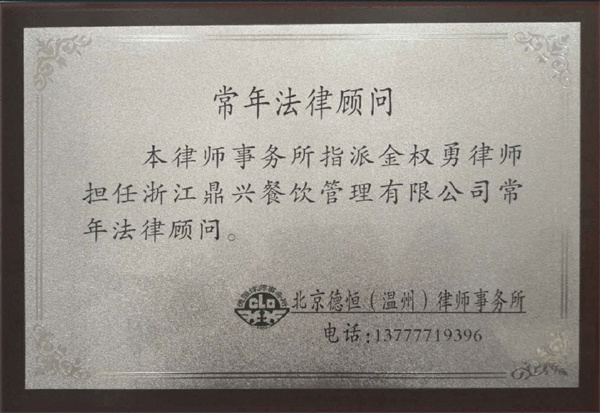 常年法律顾问
本律师事务所指派金权勇律师
担任浙江鼎兴餐饮管理有限公司常
年法律顾问。
北京德恒（温州）律师事务所
电话:13777719396